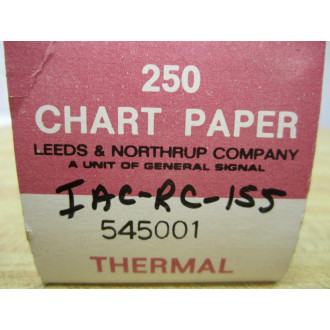 250
CHART PAPER
LEEDS & NORTHRUP COMPANY
A UNIT OF GENERAL SIGNAL
IAC-RC-155
545001
THERMAL